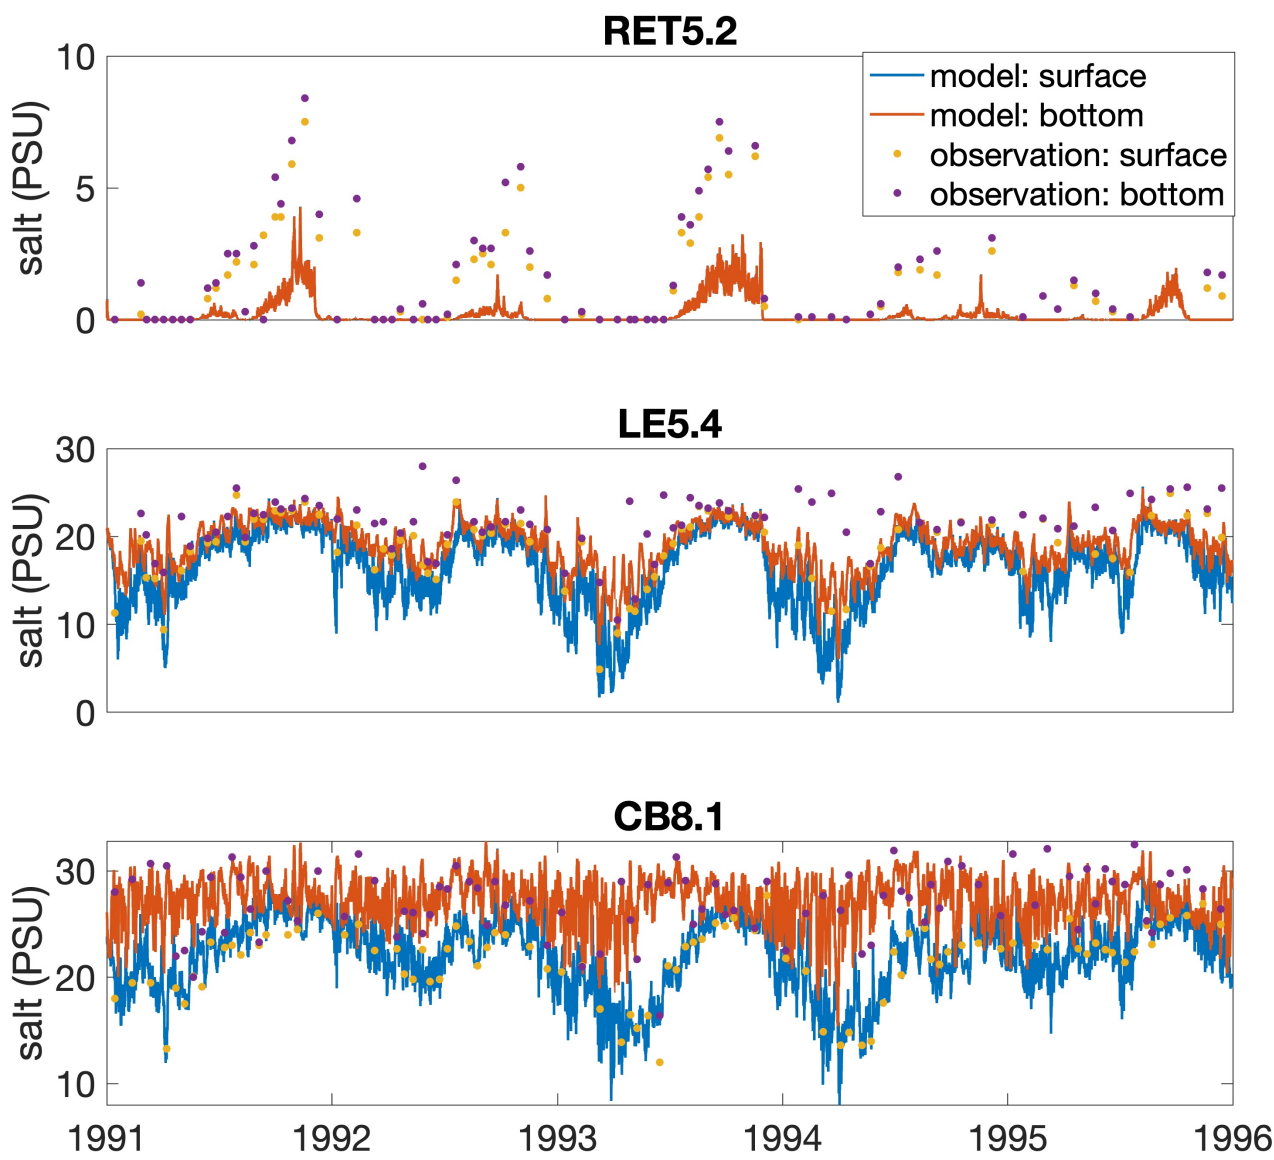 RET5.2
10
5
0
salt (PSU)
model: surface
model: bottom
observation: surface
observation: bottom
LE5.4
30
20
10
0
salt (PSU)
CB8.1
30
20
10
salt (PSU)
1991 1992 1993 1994 1995 1996